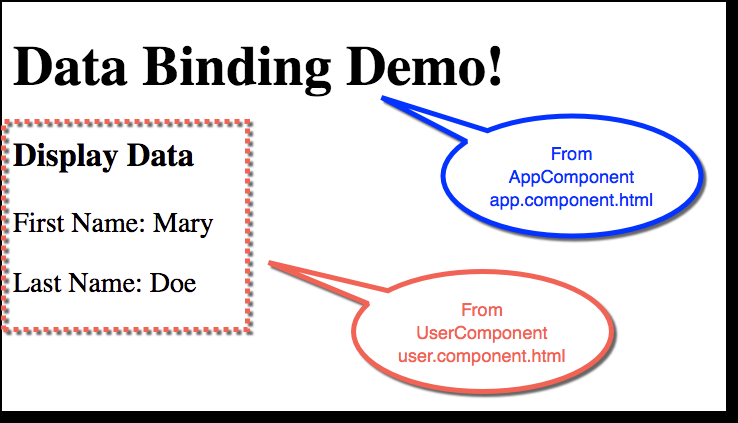 Data Binding Demo!
Display Data
First Name: Mary
Last Name: Doe
From
AppComponent
app.component.html
From
UserComponent
user.component.html